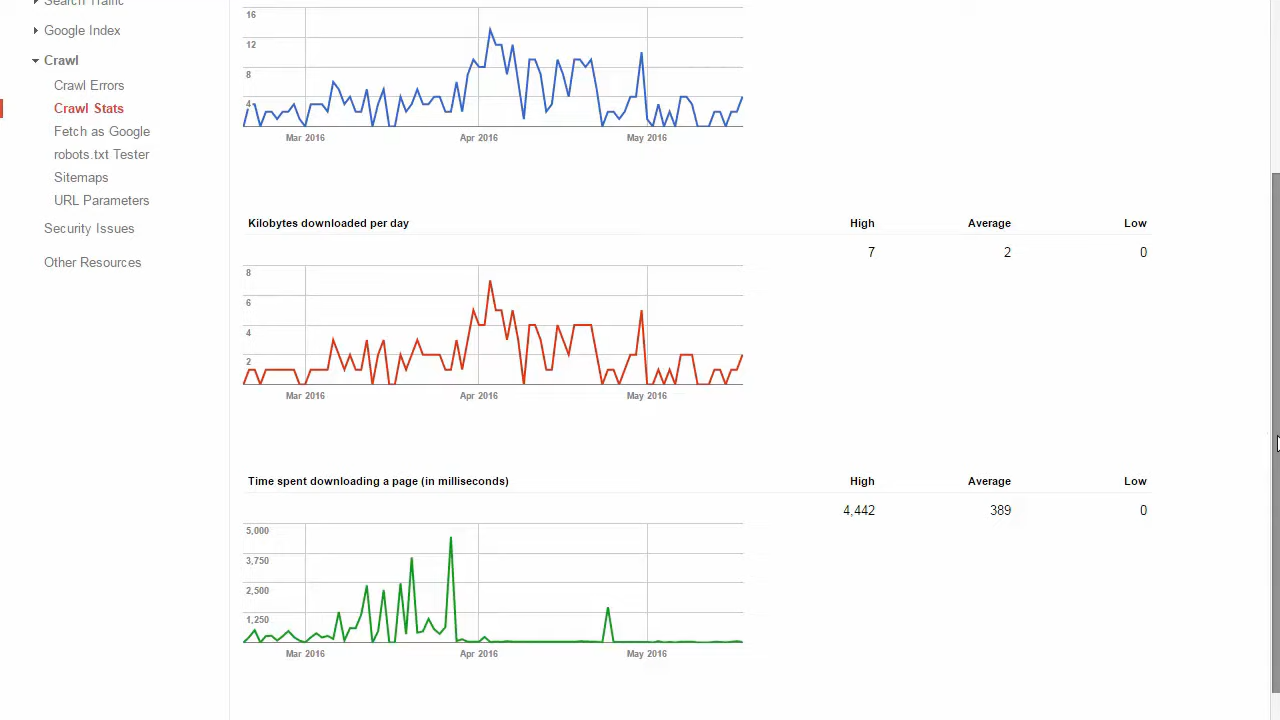 Search Traffic
Google Index
Crawl
Crawl Errors
Crawl Stats
Fetch as Google
robots.txt Tester
Sitemaps
URL Parameters
Security Issues
Other Resources
16
12
8
4
Mar 2016 Apr 2016 May 2016
Kilobytes downloaded per day High Average Low
7 2 0
8
6
4
2
Mar 2016 Apr 2016 May 2016
Time spent downloading a page (in milliseconds) High Average Low
4,442 389 0
5,000
3,750
2,500
1,250
Mar 2016 Apr 2016 May 2016